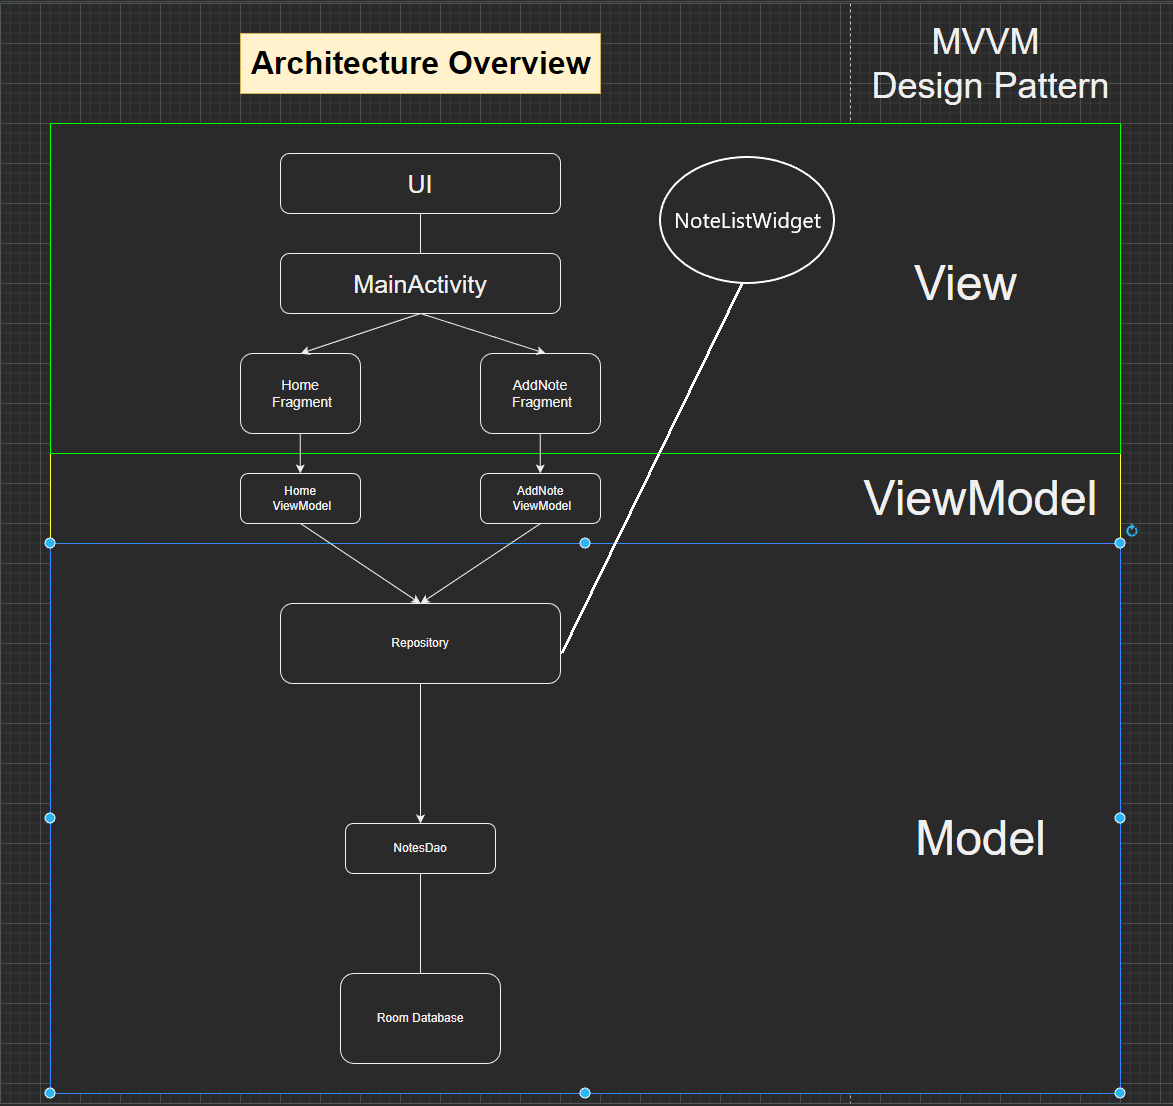 Architecture Overview
MVVM
Design Pattern
UI
NoteListWidget
MainActivity
View
Home
Fragment
AddNote
Fragment
Home
ViewModel
AddNote
ViewModel
ViewModel
Repository
Model
NotesDao
Room Database